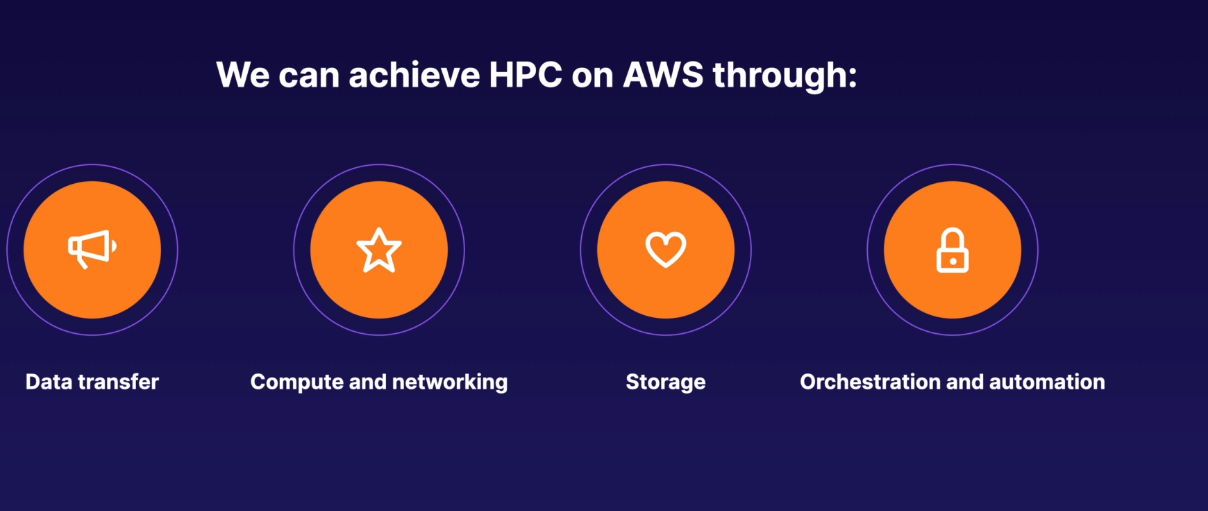 We can achieve HPC on AWS through:
Data transfer
Compute and networking
Storage
Orchestration and automation